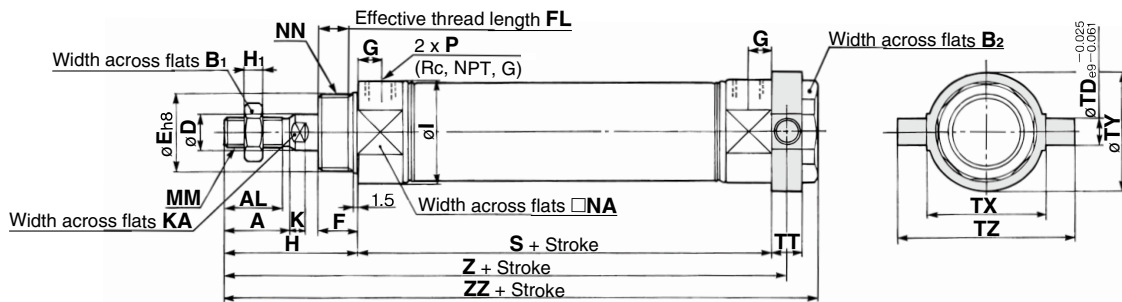 Effective thread length FL
NN
G
2 x P
(Rc, NPT, G)
G
Width across flats B2
Width across flats B1
H1
øEh8
øD
øI
MM
AL
Width across flats KA
A
K
F
1.5
Width across flats □NA
H
S + Stroke
TT
Z + Stroke
ZZ + Stroke
øTDe9 −0.025 −0.061
øTY
TX
TZ